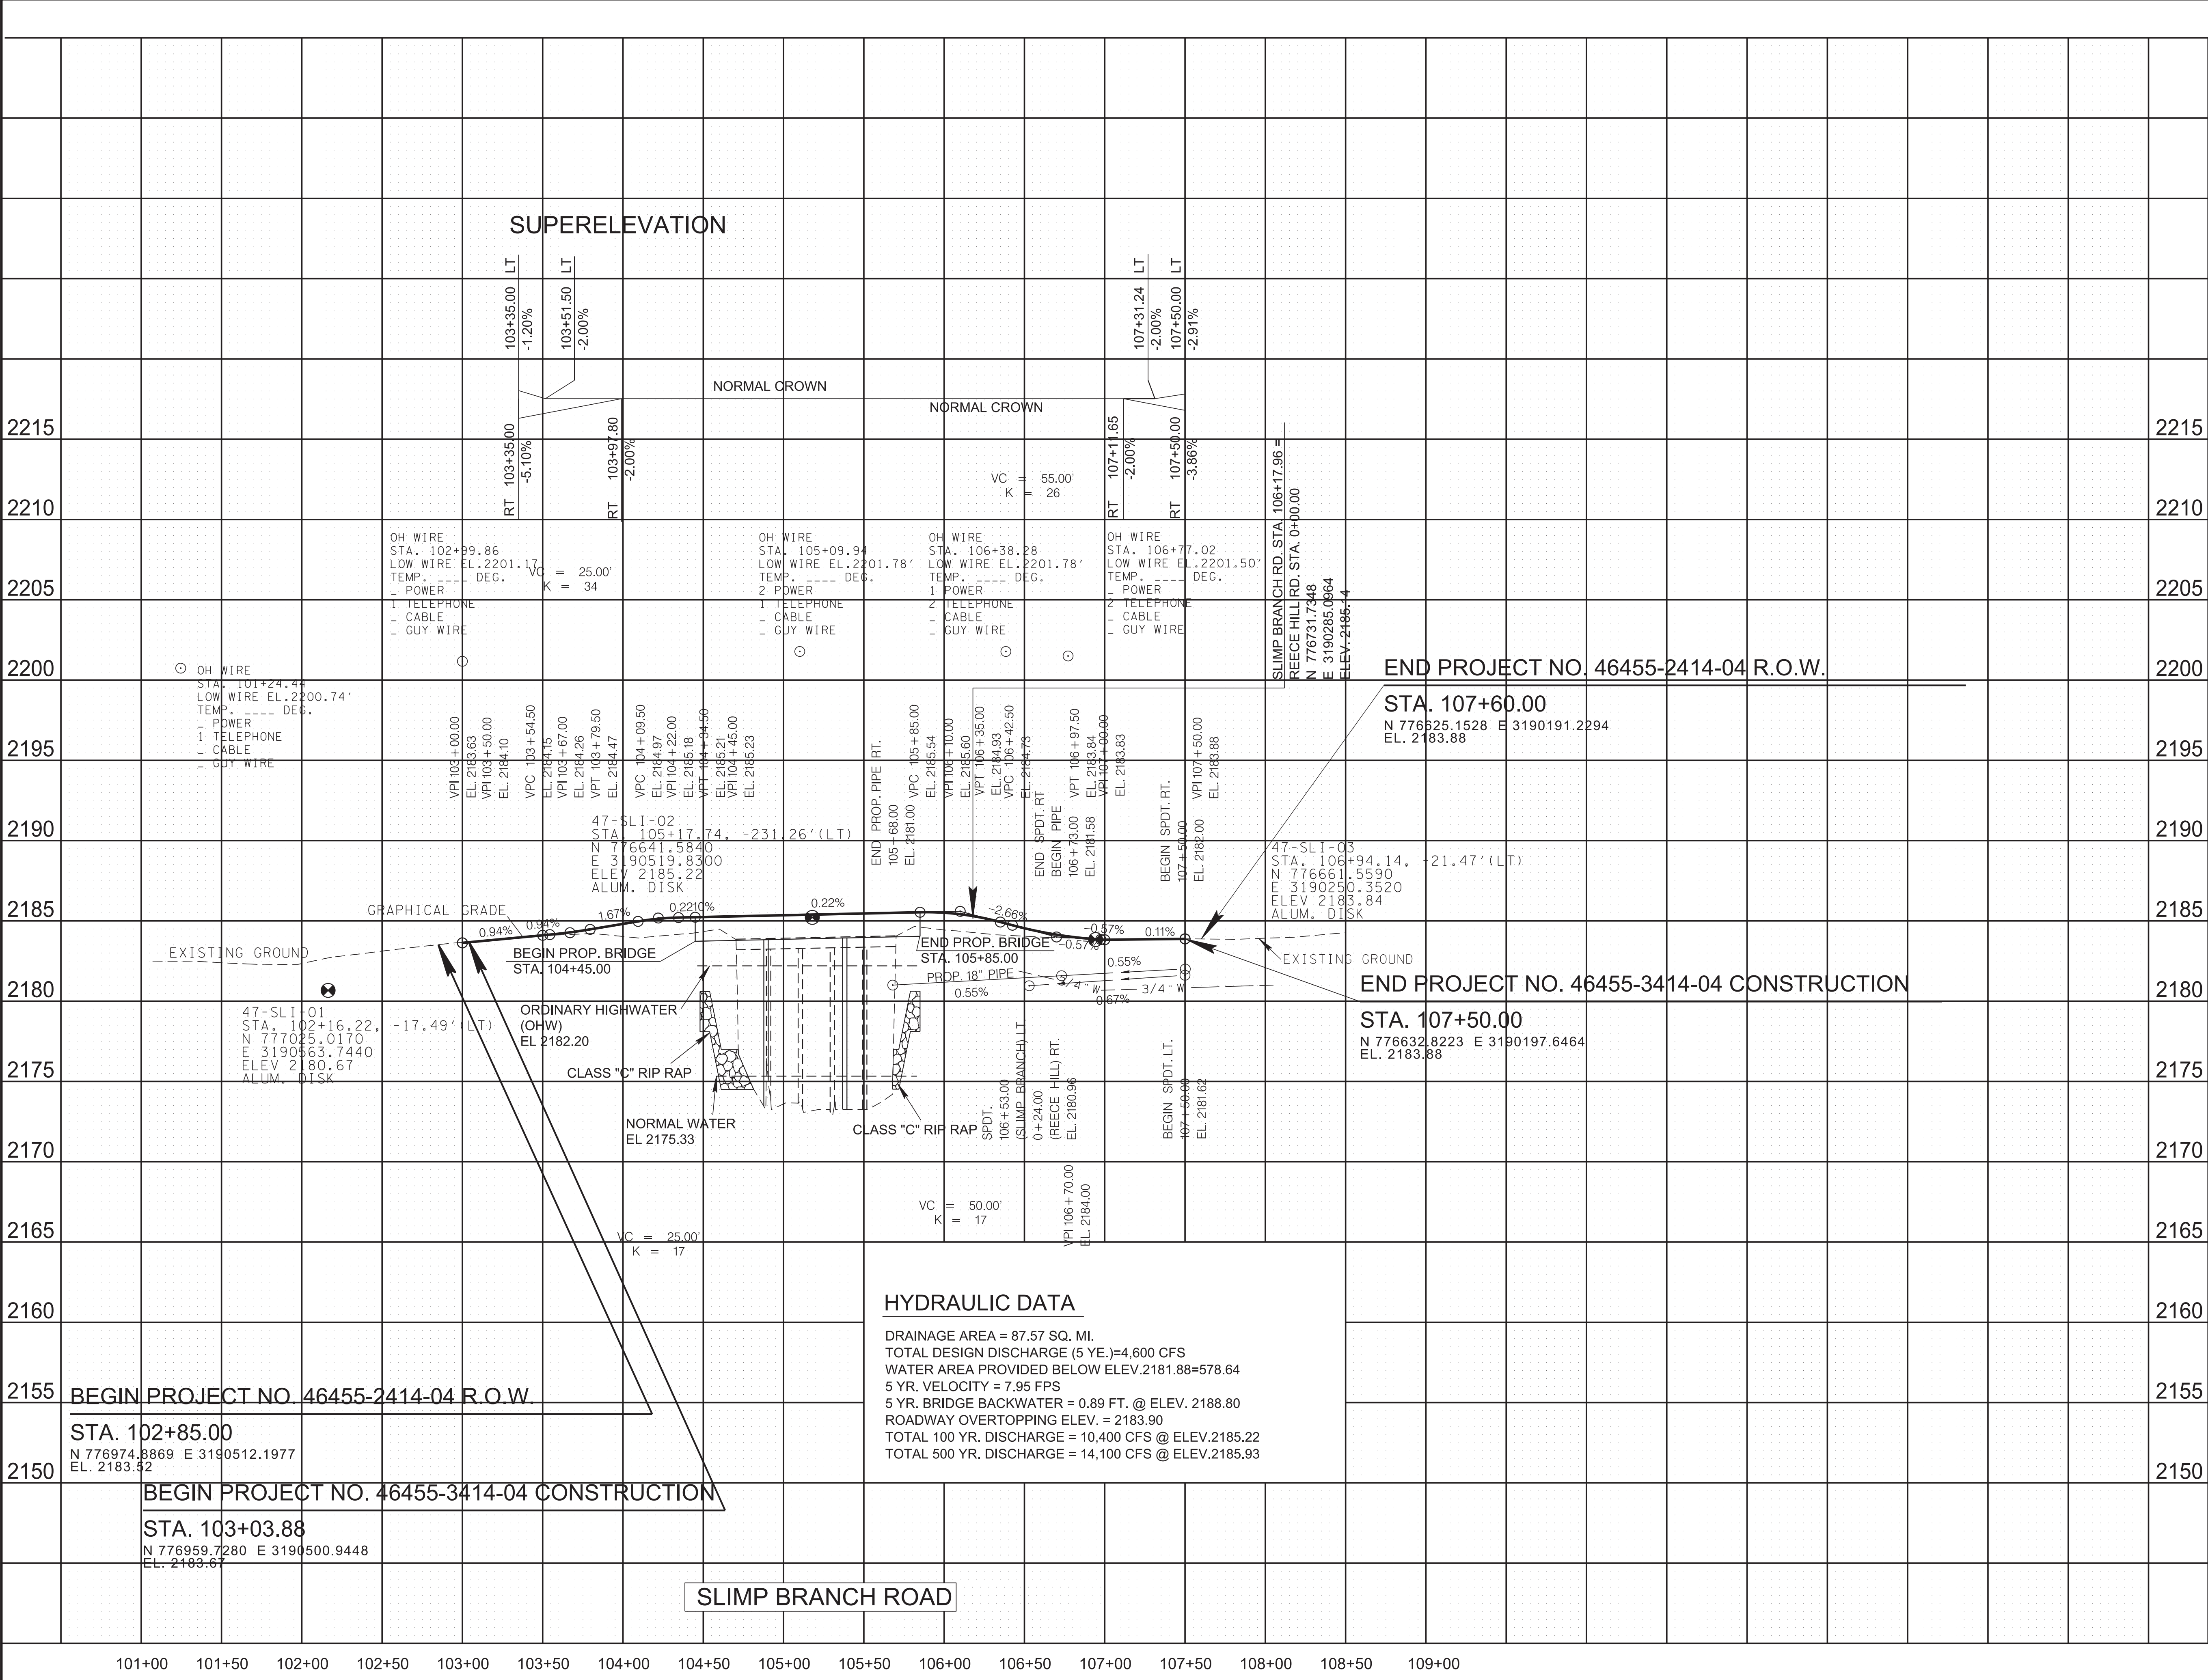 SUPERELEVATION
103+35.00 LT
-1.20%
103+51.50 LT
-2.00%
107+31.24 LT
-2.00%
107+50.00 LT
-2.91%
NORMAL CROWN
NORMAL CROWN
RT 103+35.00
-5.10%
RT 103+97.80
-2.00%
RT 107+11.65
-2.00%
RT 107+50.00
-3.86%
VC = 55.00'
K = 26
SLIMP BRANCH RD. STA. 106+17.96 =
REECE HILL RD. STA. 0+00.00
N 776731.7348
E 3190285.0964
ELEV. 2185.14
2215
2210
2205
2200
2195
2190
2185
2180
2175
2170
2165
2160
2155
2150
2215
2210
2205
2200
2195
2190
2185
2180
2175
2170
2165
2160
2155
2150
OH WIRE
STA. 102+99.86
LOW WIRE EL.2201.17
TEMP. ____ DEG.
_ POWER
1 TELEPHONE
_ CABLE
_ GUY WIRE
VC = 25.00'
K = 34
OH WIRE
STA. 105+09.94
LOW WIRE EL.2201.78'
TEMP. ____ DEG.
2 POWER
1 TELEPHONE
_ CABLE
_ GUY WIRE
OH WIRE
STA. 106+38.28
LOW WIRE EL.2201.78'
TEMP. ____ DEG.
1 POWER
2 TELEPHONE
_ CABLE
_ GUY WIRE
OH WIRE
STA. 106+77.02
LOW WIRE EL.2201.50'
TEMP. ____ DEG.
_ POWER
2 TELEPHONE
_ CABLE
_ GUY WIRE
OH WIRE
STA. 101+24.44
LOW WIRE EL.2200.74'
TEMP. ____ DEG.
_ POWER
1 TELEPHONE
_ CABLE
_ GUY WIRE
END PROJECT NO. 46455-2414-04 R.O.W.
STA. 107+60.00
N 776625.1528 E 3190191.2294
EL. 2183.88
VPI 103+00.00
EL. 2183.63
VPI 103+50.00
EL. 2184.10
VPC 103+54.50
EL. 2184.15
VPI 103+67.00
EL. 2184.26
VPT 103+79.50
EL. 2184.47
VPC 104+09.50
EL. 2184.97
VPI 104+22.00
EL. 2185.18
VPT 104+34.50
EL. 2185.21
VPI 104+45.00
EL. 2185.23
END PROP. PIPE RT.
105+68.00
EL. 2181.00
VPC 105+85.00
EL. 2185.54
VPI 106+10.00
EL. 2185.60
VPT 106+35.00
EL. 2184.93
VPC 106+42.50
EL. 2184.73
END SPDT. RT
BEGIN PIPE
106+73.00
EL. 2181.58
VPT 106+97.50
EL. 2183.84
VPI 107+00.00
EL. 2183.83
BEGIN SPDT. RT.
107+50.00
EL. 2182.00
VPI 107+50.00
EL. 2183.88
47-SLI-02
STA. 105+17.74, -231.26'(LT)
N 776641.5840
E 3190519.8300
ELEV 2185.22
ALUM. DISK
47-SLI-03
STA. 106+94.14, -21.47'(LT)
N 776661.5590
E 3190250.3520
ELEV 2183.84
ALUM. DISK
GRAPHICAL GRADE
0.94%
0.94%
1.67%
0.2210%
0.22%
-2.66%
-0.57%
-0.57%
0.11%
EXISTING GROUND
EXISTING GROUND
BEGIN PROP. BRIDGE
STA. 104+45.00
END PROP. BRIDGE
STA. 105+85.00
PROP. 18" PIPE
0.55%
0.55%
3/4" W
3/4" W
0.67%
47-SLI-01
STA. 102+16.22, -17.49'(LT)
N 777025.0170
E 3190563.7440
ELEV 2180.67
ALUM. DISK
ORDINARY HIGHWATER
(OHW)
EL 2182.20
CLASS "C" RIP RAP
NORMAL WATER
EL 2175.33
CLASS "C" RIP RAP
SPDT.
106+53.00
(SLIMP BRANCH) LT
0+24.00
(REECE HILL) RT.
EL. 2180.96
BEGIN SPDT. LT.
107+50.00
EL. 2181.62
END PROJECT NO. 46455-3414-04 CONSTRUCTION
STA. 107+50.00
N 776632.8223 E 3190197.6464
EL. 2183.88
VPI 106+70.00
EL. 2184.00
VC = 50.00'
K = 17
VC = 25.00'
K = 17
HYDRAULIC DATA
DRAINAGE AREA = 87.57 SQ. MI.
TOTAL DESIGN DISCHARGE (5 YE.)=4,600 CFS
WATER AREA PROVIDED BELOW ELEV.2181.88=578.64
5 YR. VELOCITY = 7.95 FPS
5 YR. BRIDGE BACKWATER = 0.89 FT. @ ELEV. 2188.80
ROADWAY OVERTOPPING ELEV. = 2183.90
TOTAL 100 YR. DISCHARGE = 10,400 CFS @ ELEV.2185.22
TOTAL 500 YR. DISCHARGE = 14,100 CFS @ ELEV.2185.93
BEGIN PROJECT NO. 46455-2414-04 R.O.W.
STA. 102+85.00
N 776974.8869 E 3190512.1977
EL. 2183.52
BEGIN PROJECT NO. 46455-3414-04 CONSTRUCTION
STA. 103+03.88
N 776959.7280 E 3190500.9448
EL. 2183.67
SLIMP BRANCH ROAD
101+00 101+50 102+00 102+50 103+00 103+50 104+00 104+50 105+00 105+50 106+00 106+50 107+00 107+50 108+00 108+50 109+00